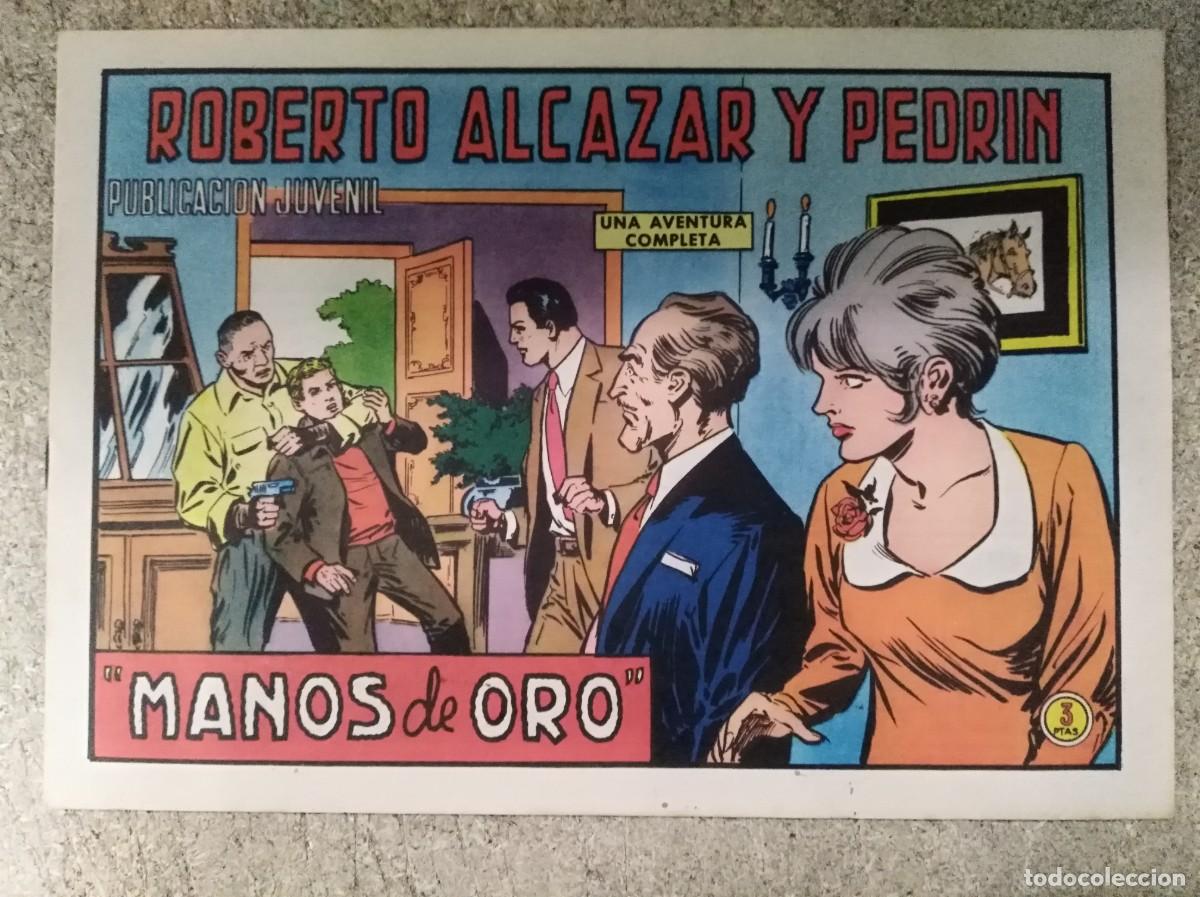 ROBERTO ALCAZAR Y PEDRIN
PUBLICACION JUVENIL
UNA AVENTURA
COMPLETA
"MANOS de ORO"
3
PTAS.
todocoleccion